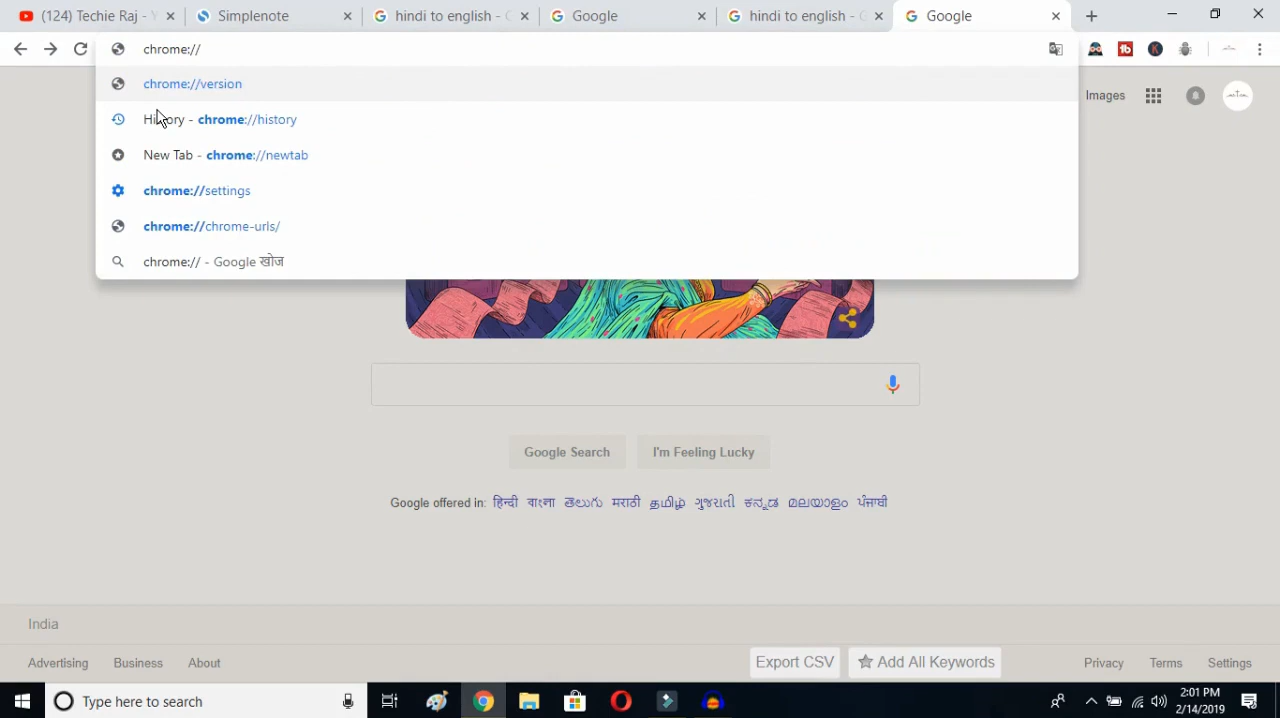 (124) Techie Raj - Y
Simplenote
hindi to english - G
Google
hindi to english - G
Google
chrome://
chrome://version
History - chrome://history
New Tab - chrome://newtab
chrome://settings
chrome://chrome-urls/
chrome:// - Google खोज
Images
Google Search
I'm Feeling Lucky
Google offered in: हिन्दी বাংলা తెలుగు मराठी தமிழ் ગુજરાતી ಕನ್ನಡ മലയാളം ਪੰਜਾਬੀ
India
Advertising Business About
Export CSV
Add All Keywords
Privacy Terms Settings
Type here to search
2:01 PM
2/14/2019